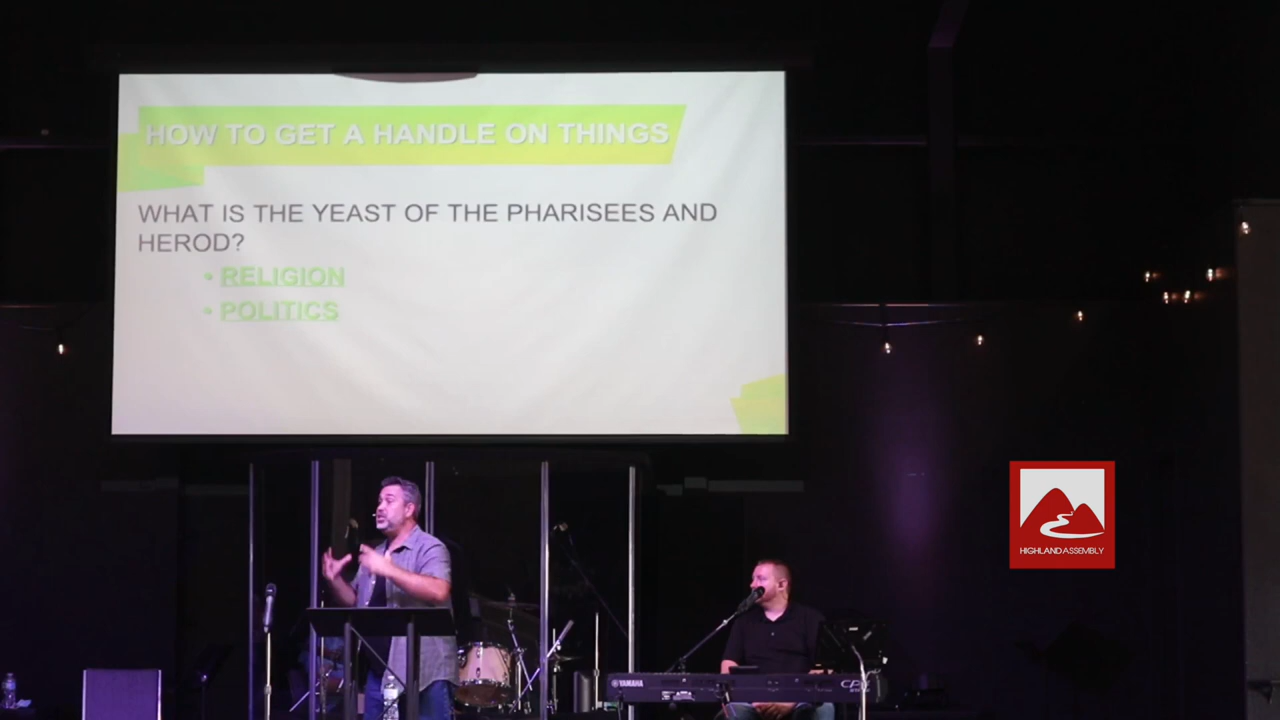 HOW TO GET A HANDLE ON THINGS
WHAT IS THE YEAST OF THE PHARISEES AND
HEROD?
• RELIGION
• POLITICS
HIGHLAND ASSEMBLY
YAMAHA